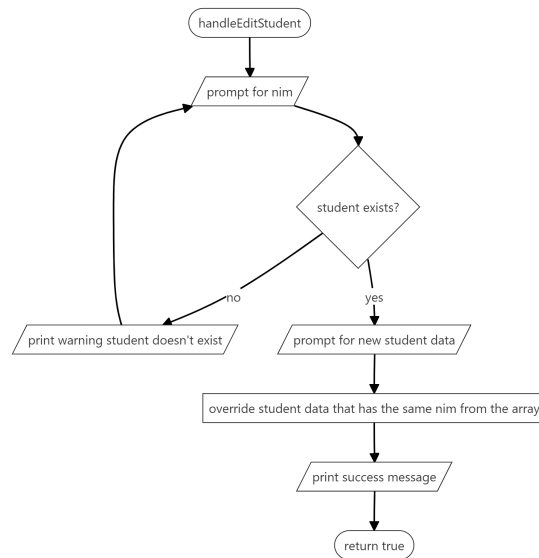 handleEditStudent
prompt for nim
student exists?
no
yes
print warning student doesn't exist
prompt for new student data
override student data that has the same nim from the array
print success message
return true